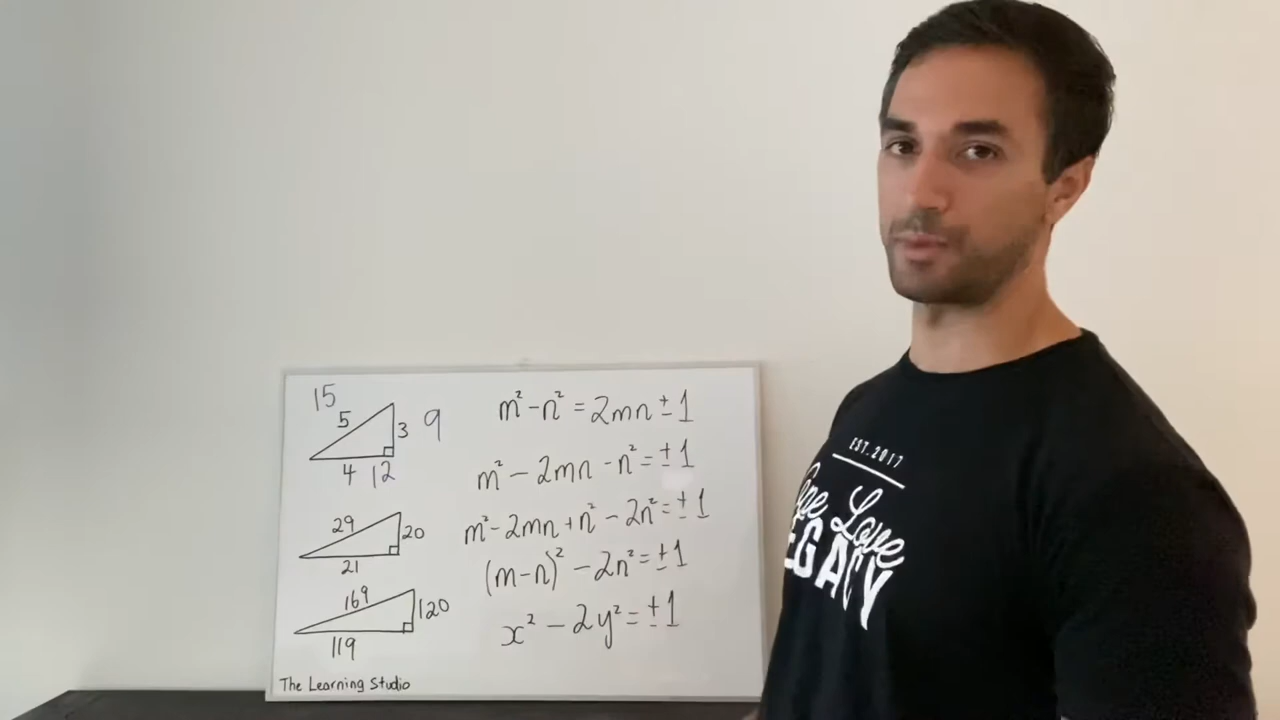 15
5
3 9
4 12
29
20
21
169
120
119
The Learning Studio
m² - n² = 2mn ± 1
m² - 2mn - n² = ± 1
m² - 2mn + n² - 2n² = ± 1
(m-n)² - 2n² = ± 1
x² - 2y² = ± 1
EST. 2017
Love
LEGACY